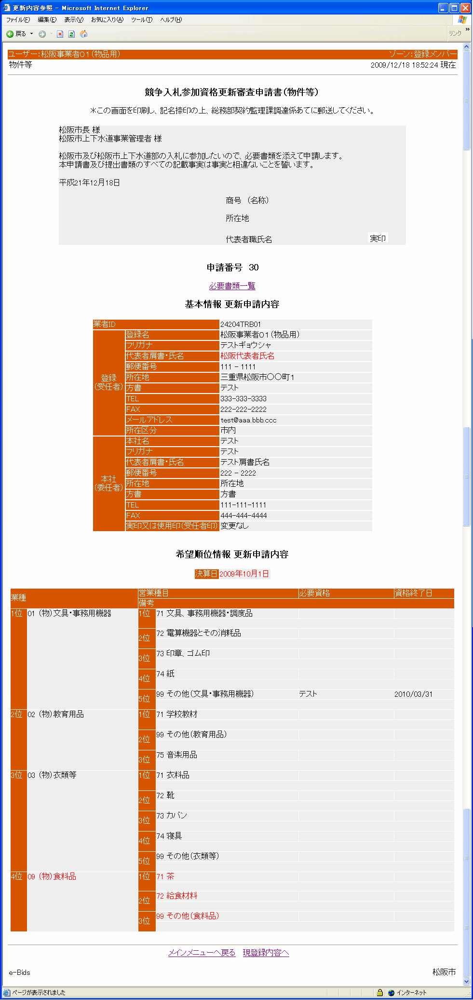 更新内容参照 - Microsoft Internet Explorer
ファイル(F) 編集(E) 表示(V) お気に入り(A) ツール(T) ヘルプ(H)
戻る リンク »
ユーザー：松阪事業者０１（物品用） ゾーン：登録メンバー
物件等 2009/12/18 18:52:24 現在
競争入札参加資格更新審査申請書（物件等）
＊この画面を印刷し、記名捺印の上、総務部契約監理課調達係あてに郵送してください。
松阪市長 様
松阪市上下水道事業管理者 様
松阪市及び松阪市上下水道部の入札に参加したいので、必要書類を添えて申請します。
本申請書及び提出書類のすべての記載事実は事実と相違ないことを誓います。
平成21年12月18日
商号 （名称）
所在地
代表者職氏名 実印
申請番号 30
必要書類一覧
基本情報 更新申請内容
業者ID 24204TRB01
登録
（受任者）
登録名 松阪事業者０１（物品用）
フリガナ テストギョウシャ
代表者肩書・氏名 松阪代表者氏名
郵便番号 111 - 1111
所在地 三重県松阪市〇〇町１
方書 テスト
TEL 333-333-3333
FAX 222-222-2222
メールアドレス test@aaa.bbb.ccc
所在区分 市内
本社
（委任者）
本社名 テスト
フリガナ テスト
代表者肩書・氏名 テスト肩書氏名
郵便番号 222 - 2222
所在地 所在地
方書 方書
TEL 111-111-1111
FAX 444-444-4444
実印又は使用印（受任者印） 変更なし
希望順位情報 更新申請内容
決算日 2009年10月1日
業種 営業種目 必要資格 資格終了日
備考
1位 01 （物）文具・事務用機器 1位 71 文具、事務用機器・調度品
2位 72 電算機器とその消耗品
3位 73 印章、ゴム印
4位 74 紙
5位 99 その他（文具・事務用機器） テスト 2010/03/31
2位 02 （物）教育用品 1位 71 学校教材
2位 99 その他（教育用品）
3位 75 音楽用品
3位 03 （物）衣類等 1位 71 衣料品
2位 72 靴
3位 73 カバン
4位 74 寝具
5位 99 その他（衣類等）
4位 09 （物）食料品 1位 71 茶
2位 72 給食材料
3位 99 その他（食料品）
メインメニューへ戻る 現登録内容へ
e-Bids 松阪市
ページが表示されました インターネット